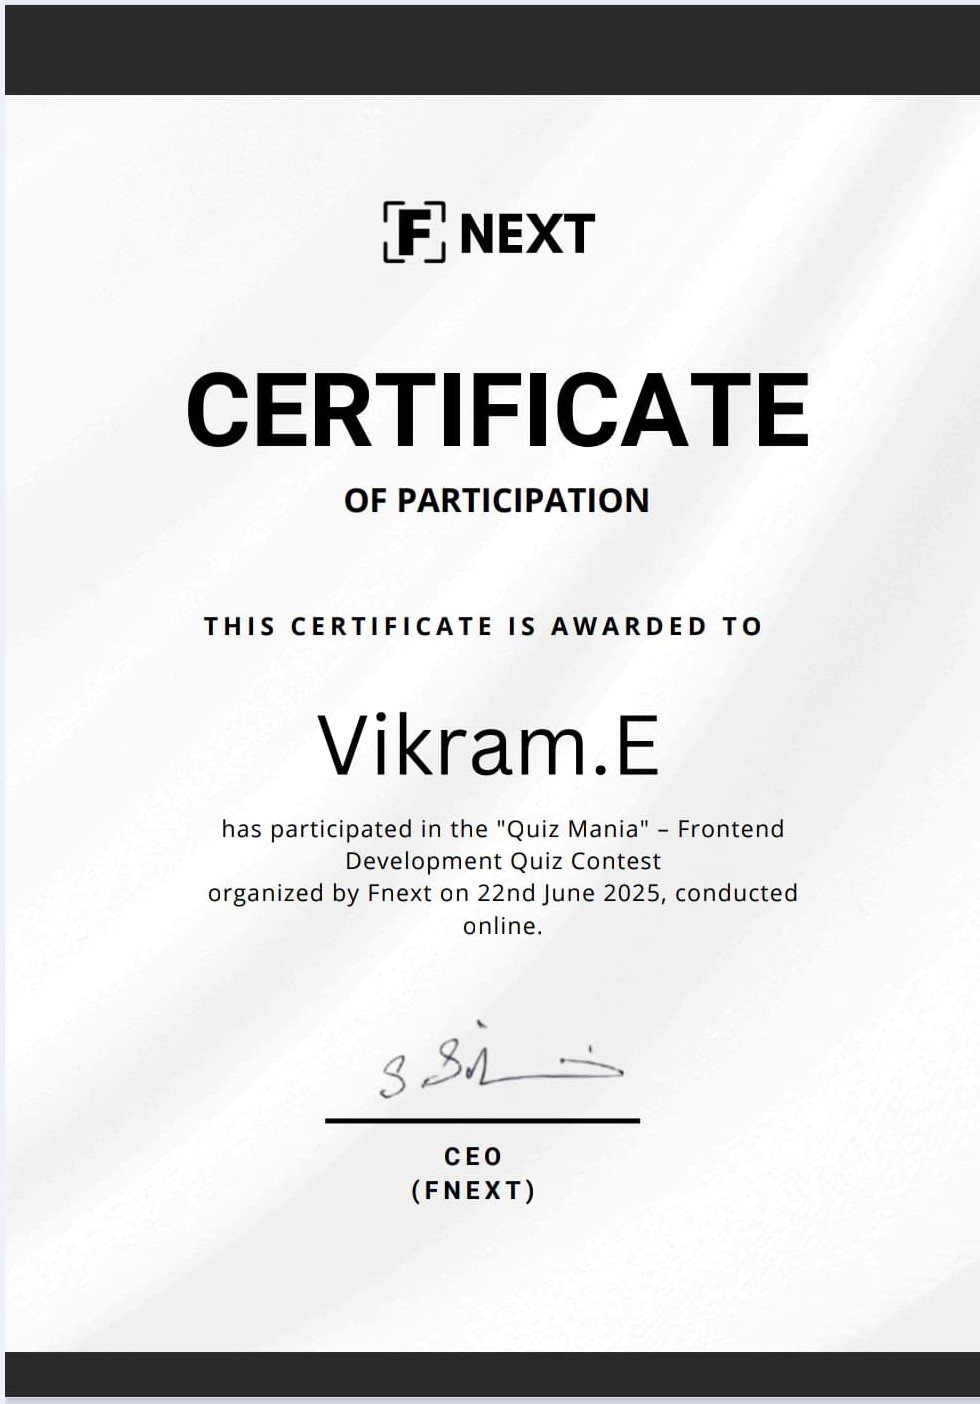 F NEXT
CERTIFICATE
OF PARTICIPATION
THIS CERTIFICATE IS AWARDED TO
Vikram.E
has participated in the "Quiz Mania" – Frontend
Development Quiz Contest
organized by Fnext on 22nd June 2025, conducted
online.
CEO
(FNEXT)